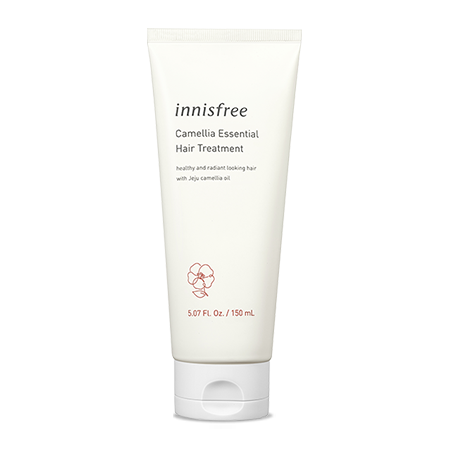 innisfree
Camellia Essential
Hair Treatment
healthy and radiant looking hair
with Jeju camellia oil
5.07 Fl. Oz. / 150 mL